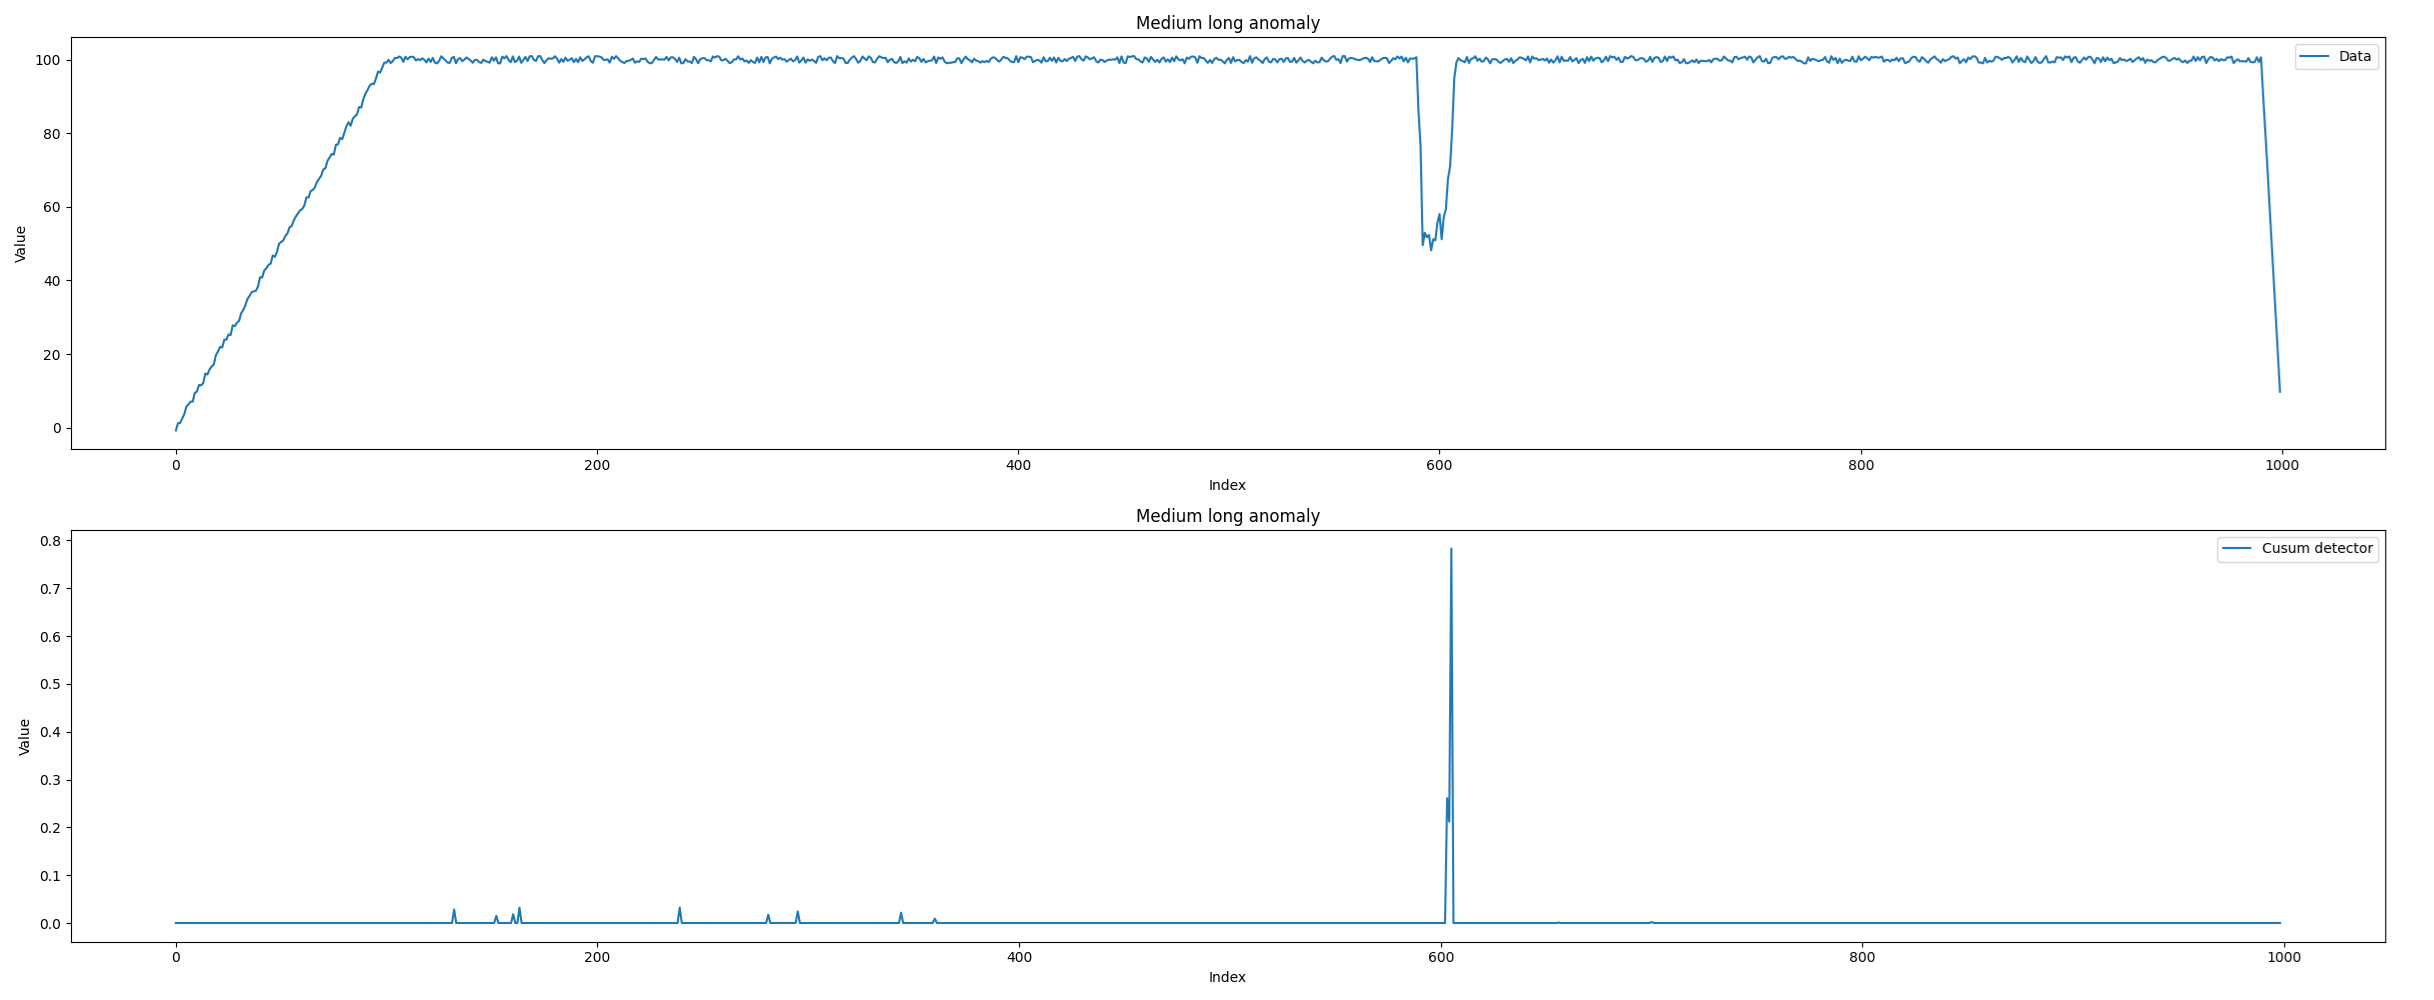 Medium long anomaly
Data
100
80
60
40
20
0
Value
0 200 400 600 800 1000
Index
Medium long anomaly
Cusum detector
0.8
0.7
0.6
0.5
0.4
0.3
0.2
0.1
0.0
Value
0 200 400 600 800 1000
Index